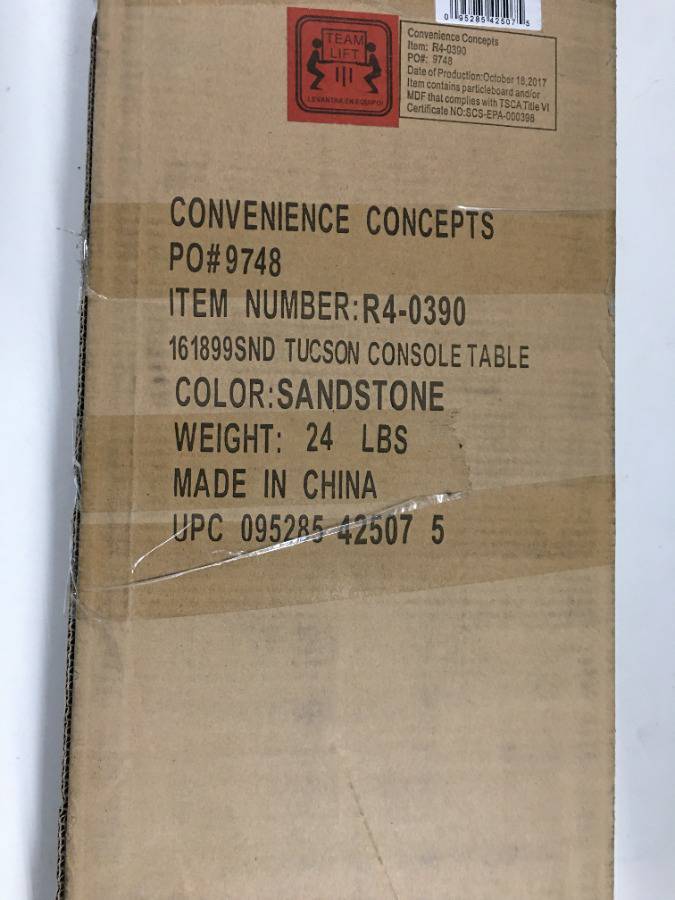 0 95285 42507 5
TEAM
LIFT
LEVANTAR EN EQUIPO!
Convenience Concepts
Item: R4-0390
PO#: 9748
Date of Production:October 18,2017
Item contains particleboard and/or
MDF that complies with TSCA Title VI
Certificate NO:SCS-EPA-000398
CONVENIENCE CONCEPTS
PO#9748
ITEM NUMBER:R4-0390
161899SND TUCSON CONSOLE TABLE
COLOR:SANDSTONE
WEIGHT: 24 LBS
MADE IN CHINA
UPC 095285 42507 5